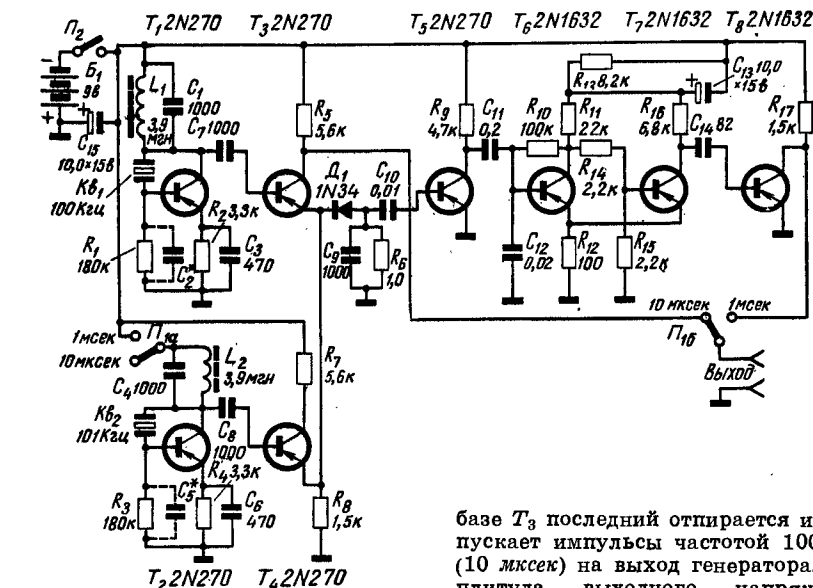 T₁2N270 T₃2N270 T₅2N270 T₆2N1632 T₇2N1632 T₈2N1632
П₂
Б₁
9в
C₁₅
10,0×15в
L₁
3,9
мгн
C₁
1000
C₇1000
Кв₁
100Кгц
R₁
180к
C₂*
R₂3,3к
C₃
470
R₅
5,6к
Д₁
1N34
C₁₀
0,01
C₉
1000
R₆
1,0
R₉
4,7к
C₁₁
0,2
R₁₀
100к
R₁₁
22к
R₁₃8,2к
C₁₃10,0
×15в
R₁₆
6,8к
C₁₄82
R₁₇
1,5к
R₁₄
2,2к
C₁₂
0,02
R₁₂
100
R₁₅
2,2к
10 мксек
1мсек
П₁б
Выход
1мсек
П₁а
10мксек
C₄1000
L₂
3,9мгн
Кв₂
101Кгц
C₈
1000
R₇
5,6к
R₃
180к
C₅*
R₄3,3к
C₆
470
R₈
1,5к
T₂2N270 T₄2N270
базе T₃ последний отпирается и
пускает импульсы частотой 100
(10 мксек) на выход генератора.
плитуда выходного напряж